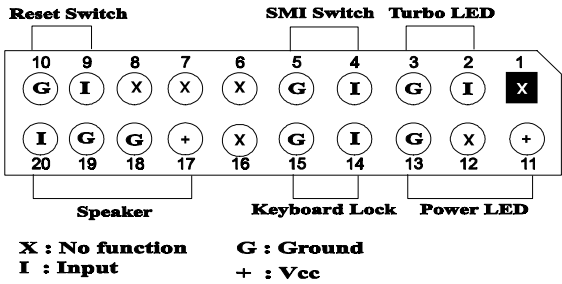 Reset Switch SMI Switch Turbo LED
10 9 8 7 6 5 4 3 2 1
G I X X X G I G I X
I G G + X G I G X +
20 19 18 17 16 15 14 13 12 11
Speaker Keyboard Lock Power LED
X : No function G : Ground
I : Input + : Vcc